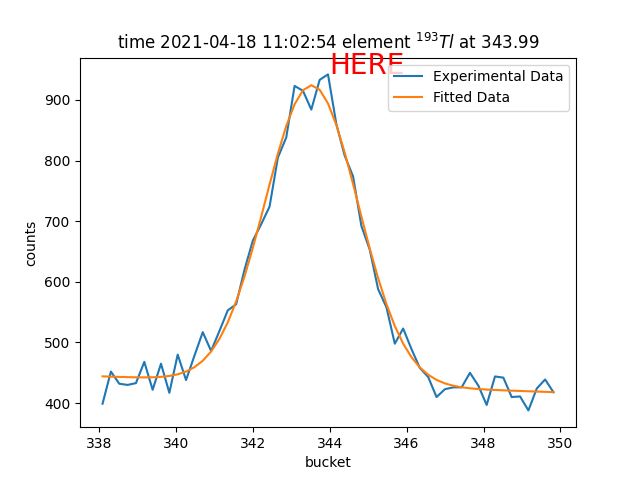 time 2021-04-18 11:02:54 element ¹⁹³Tl at 343.99
HERE
Experimental Data
Fitted Data
900
800
700
600
500
400
counts
338 340 342 344 346 348 350
bucket